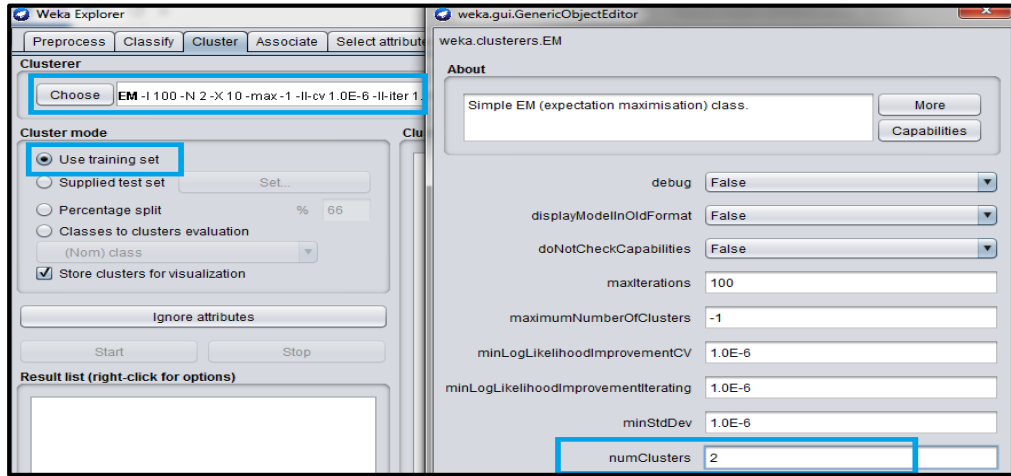 Weka Explorer
Preprocess Classify Cluster Associate Select attribute
Clusterer
Choose EM -I 100 -N 2 -X 10 -max -1 -ll-cv 1.0E-6 -ll-iter 1.
Cluster mode
Clu
Use training set
Supplied test set Set...
Percentage split % 66
Classes to clusters evaluation
(Nom) class
Store clusters for visualization
Ignore attributes
Start Stop
Result list (right-click for options)
weka.gui.GenericObjectEditor
weka.clusterers.EM
About
Simple EM (expectation maximisation) class.
More
Capabilities
debug False
displayModelInOldFormat False
doNotCheckCapabilities False
maxIterations 100
maximumNumberOfClusters -1
minLogLikelihoodImprovementCV 1.0E-6
minLogLikelihoodImprovementIterating 1.0E-6
minStdDev 1.0E-6
numClusters 2